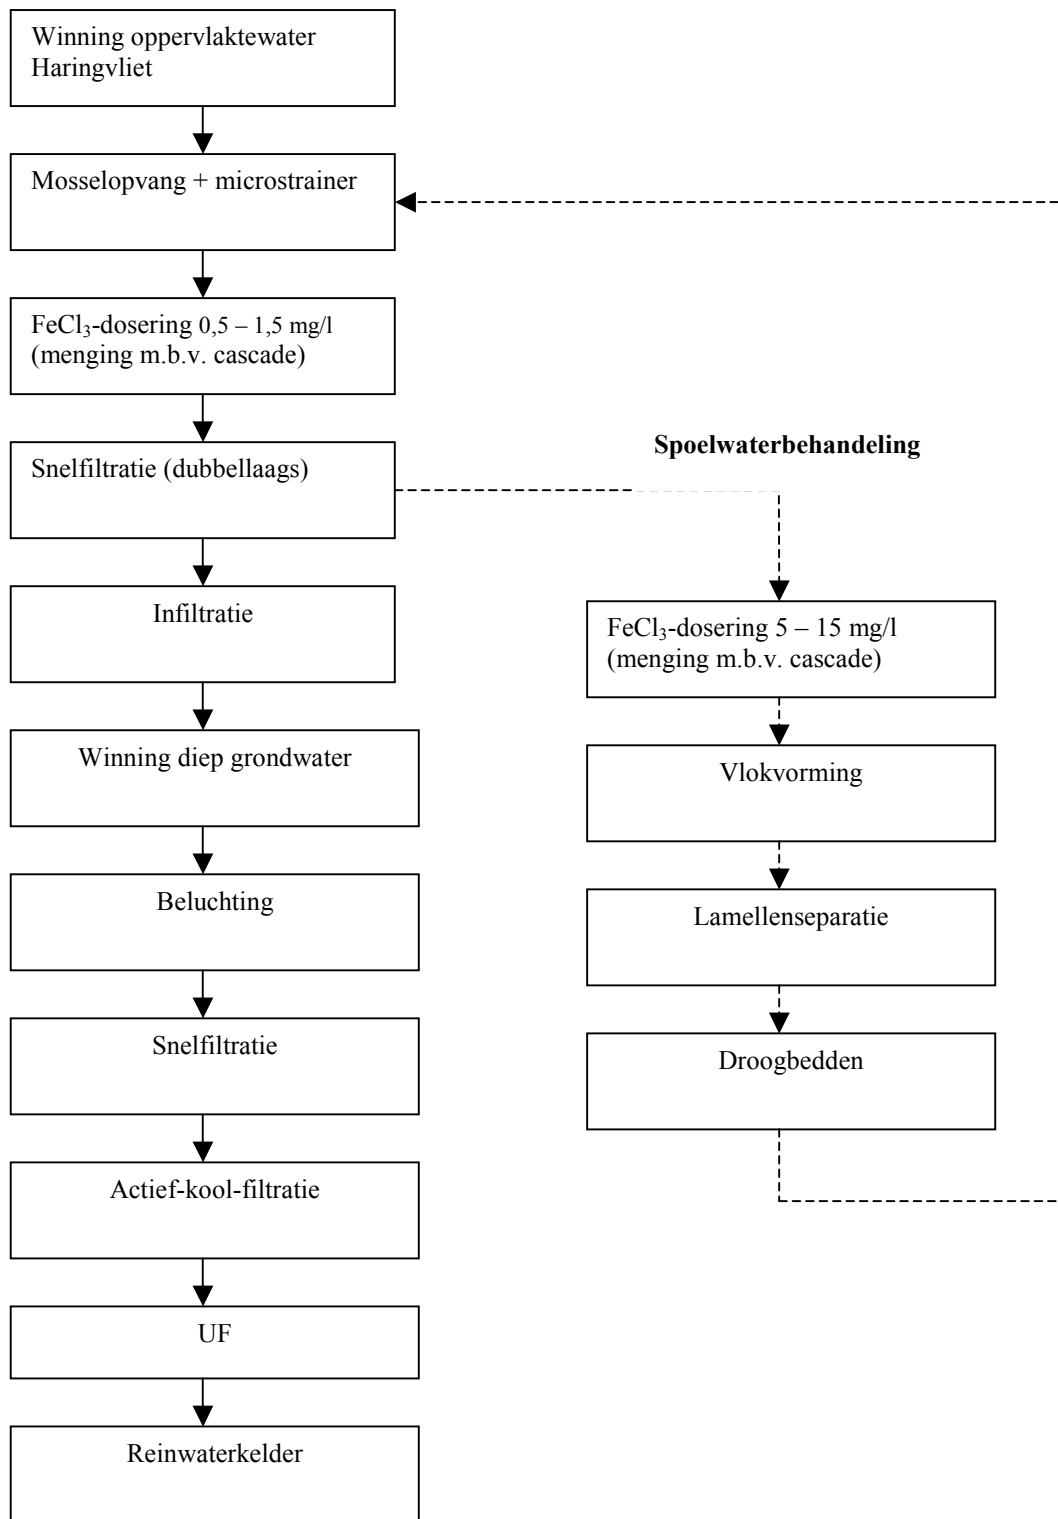 Winning oppervlaktewater
Haringvliet
Mosselopvang + microstrainer
FeCl₃-dosering 0,5 – 1,5 mg/l
(menging m.b.v. cascade)
Snelfiltratie (dubbellaags)
Infiltratie
Winning diep grondwater
Beluchting
Snelfiltratie
Actief-kool-filtratie
UF
Reinwaterkelder
Spoelwaterbehandeling
FeCl₃-dosering 5 – 15 mg/l
(menging m.b.v. cascade)
Vlokvorming
Lamellenseparatie
Droogbedden